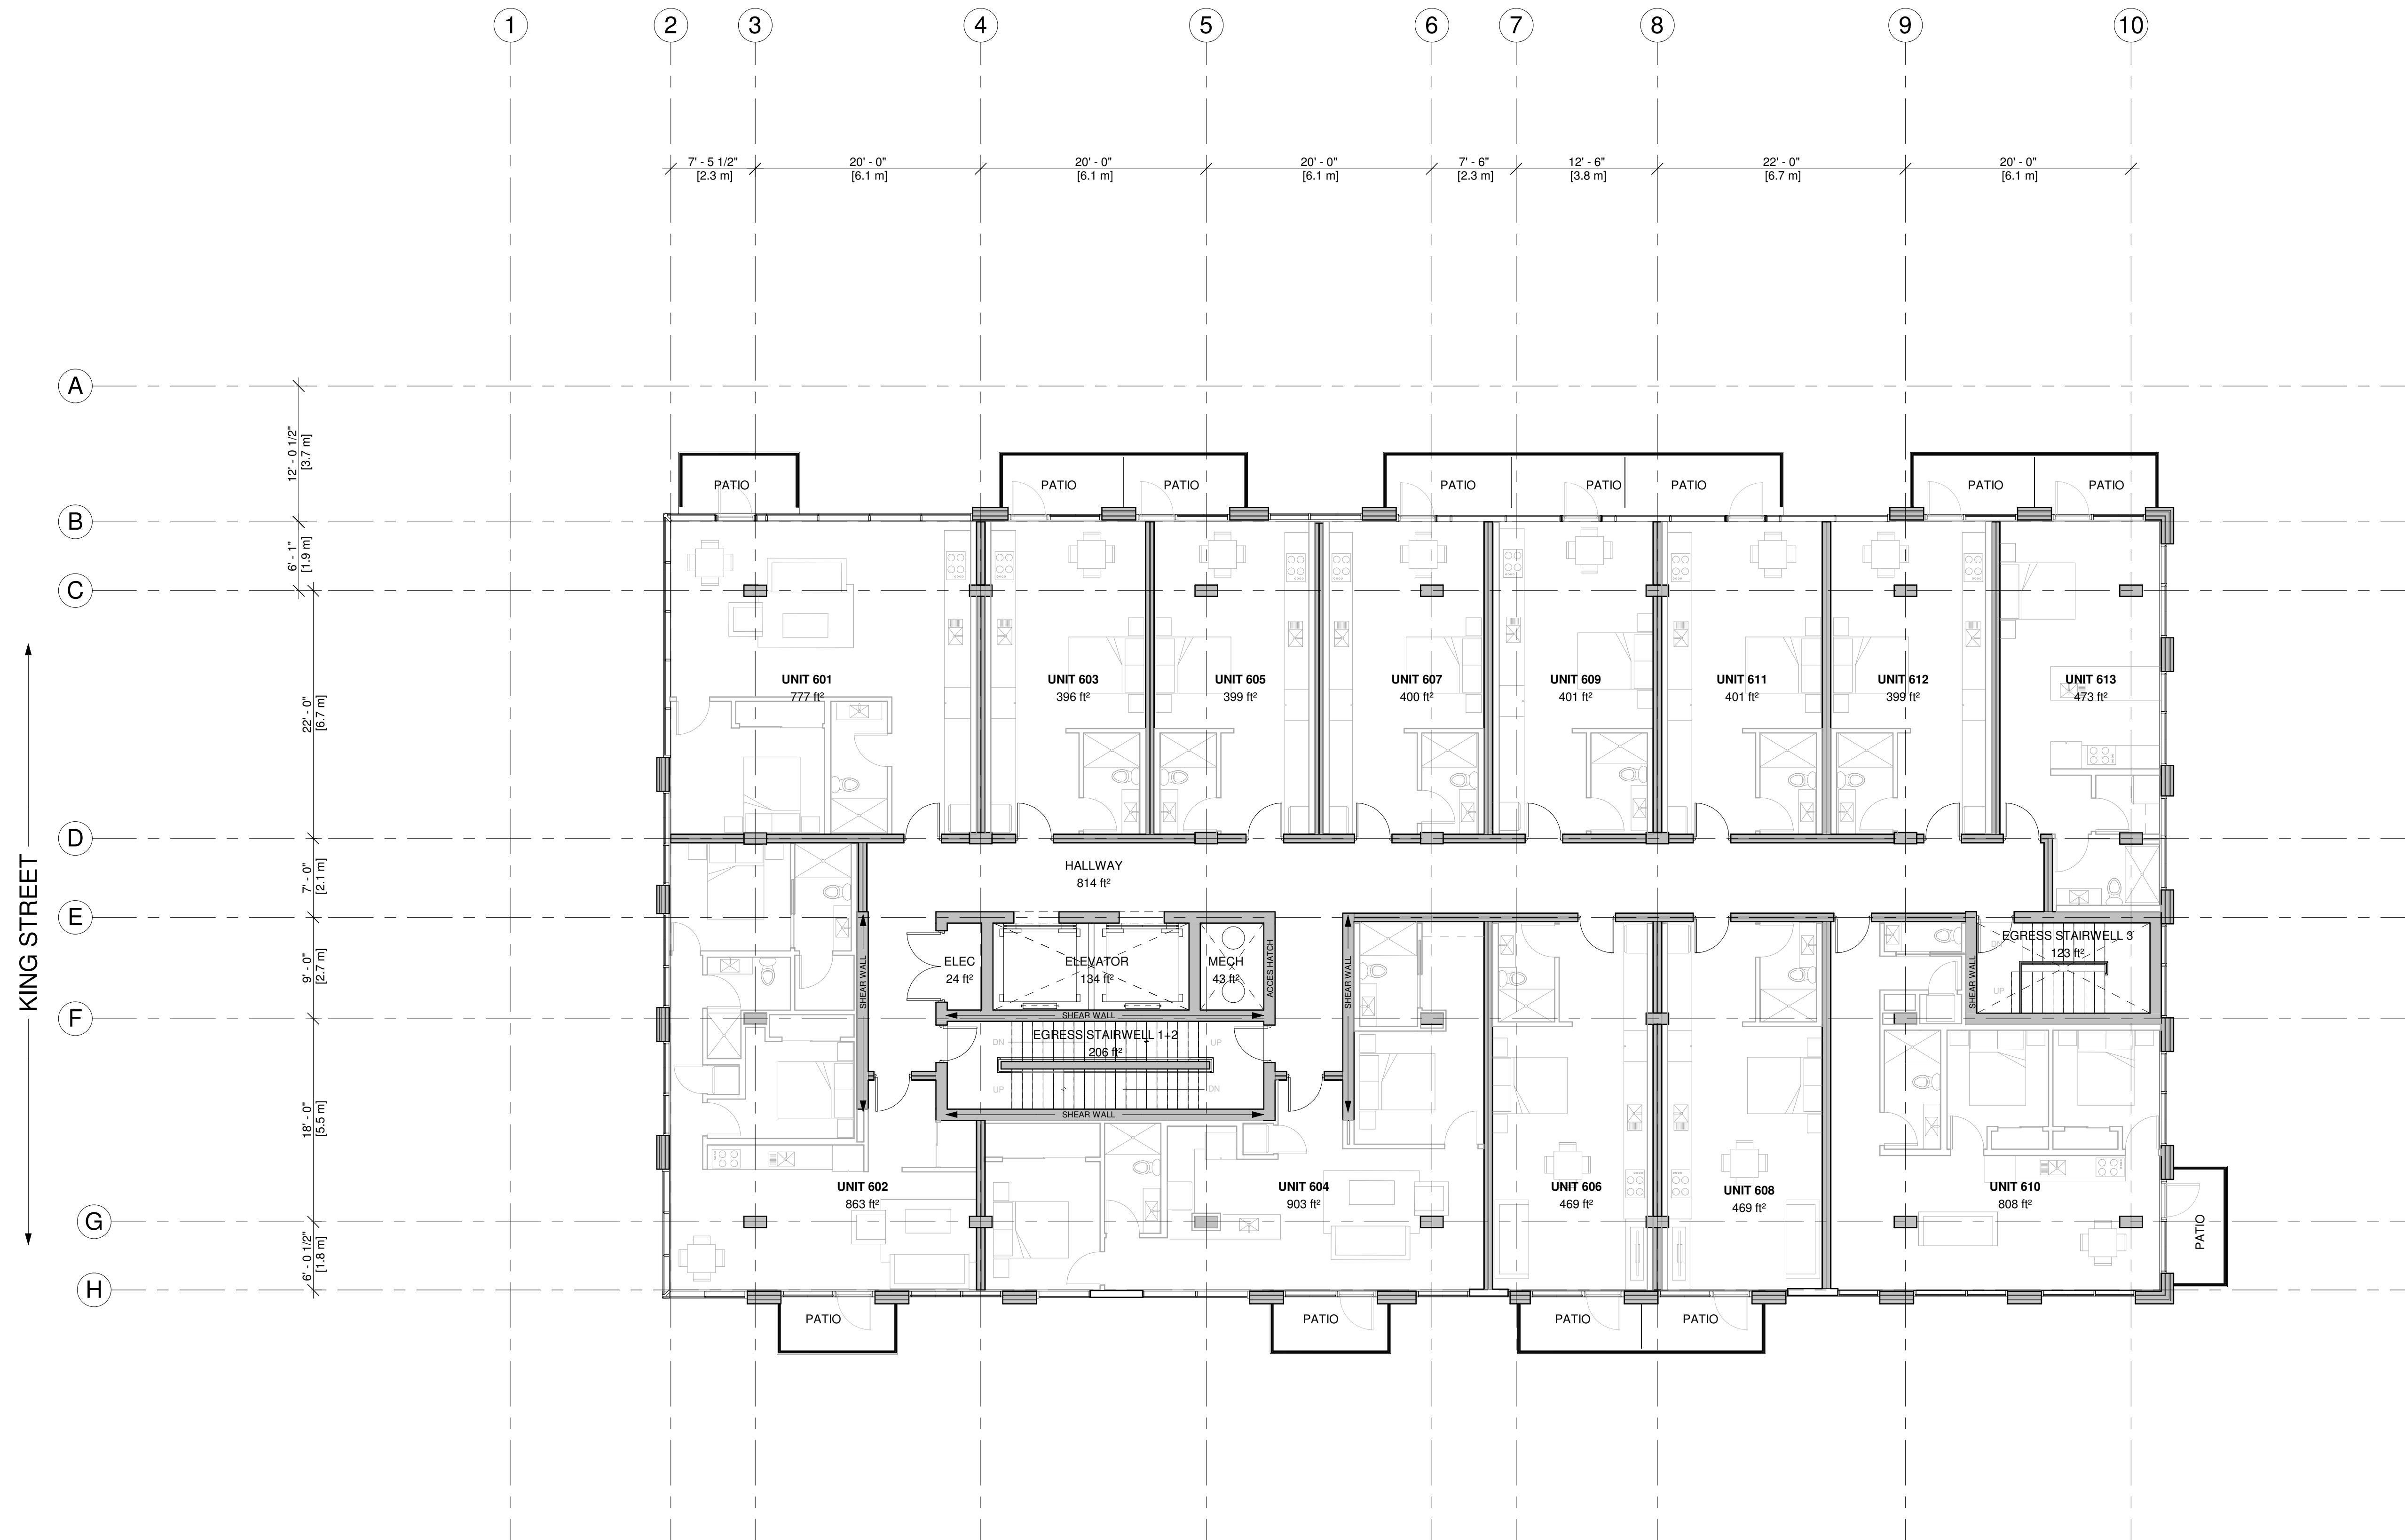 1
2
3
4
5
6
7
8
9
10
7' - 5 1/2"
[2.3 m]
20' - 0"
[6.1 m]
20' - 0"
[6.1 m]
20' - 0"
[6.1 m]
7' - 6"
[2.3 m]
12' - 6"
[3.8 m]
22' - 0"
[6.7 m]
20' - 0"
[6.1 m]
A
B
C
D
E
F
G
H
12' - 0 1/2"
[3.7 m]
6' - 1"
[1.9 m]
22' - 0"
[6.7 m]
7' - 0"
[2.1 m]
9' - 0"
[2.7 m]
18' - 0"
[5.5 m]
6' - 0 1/2"
[1.8 m]
KING STREET
PATIO
PATIO
PATIO
PATIO
PATIO
PATIO
PATIO
PATIO
UNIT 601
777 ft²
UNIT 603
396 ft²
UNIT 605
399 ft²
UNIT 607
400 ft²
UNIT 609
401 ft²
UNIT 611
401 ft²
UNIT 612
399 ft²
UNIT 613
473 ft²
HALLWAY
814 ft²
SHEAR WALL
ELEC
24 ft²
ELEVATOR
134 ft²
MECH
43 ft²
ACCES HATCH
SHEAR WALL
SHEAR WALL
EGRESS STAIRWELL 3
123 ft²
DN
UP
SHEAR WALL
EGRESS STAIRWELL 1+2
206 ft²
DN
UP
UP
DN
SHEAR WALL
UNIT 602
863 ft²
UNIT 604
903 ft²
UNIT 606
469 ft²
UNIT 608
469 ft²
UNIT 610
808 ft²
PATIO
PATIO
PATIO
PATIO
PATIO